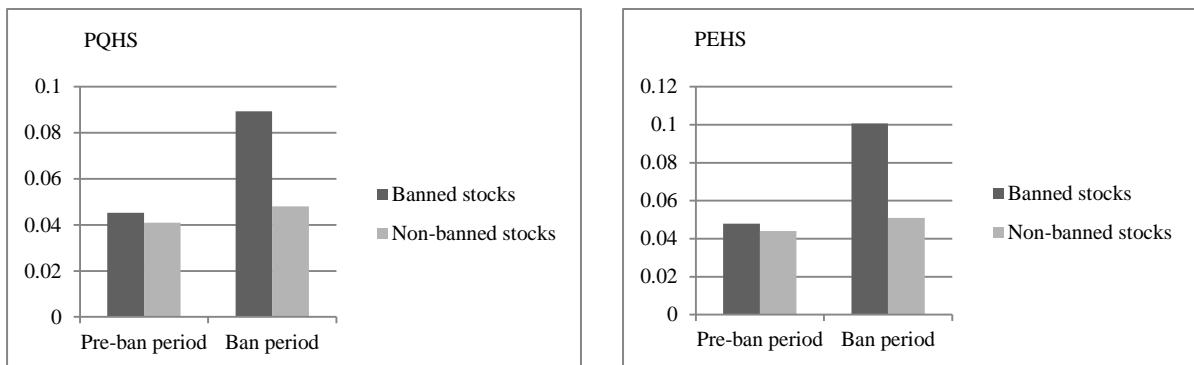 PQHS
0.1
0.08
0.06
0.04
0.02
0
Pre-ban period
Ban period
Banned stocks
Non-banned stocks
PEHS
0.12
0.1
0.08
0.06
0.04
0.02
0
Pre-ban period
Ban period
Banned stocks
Non-banned stocks